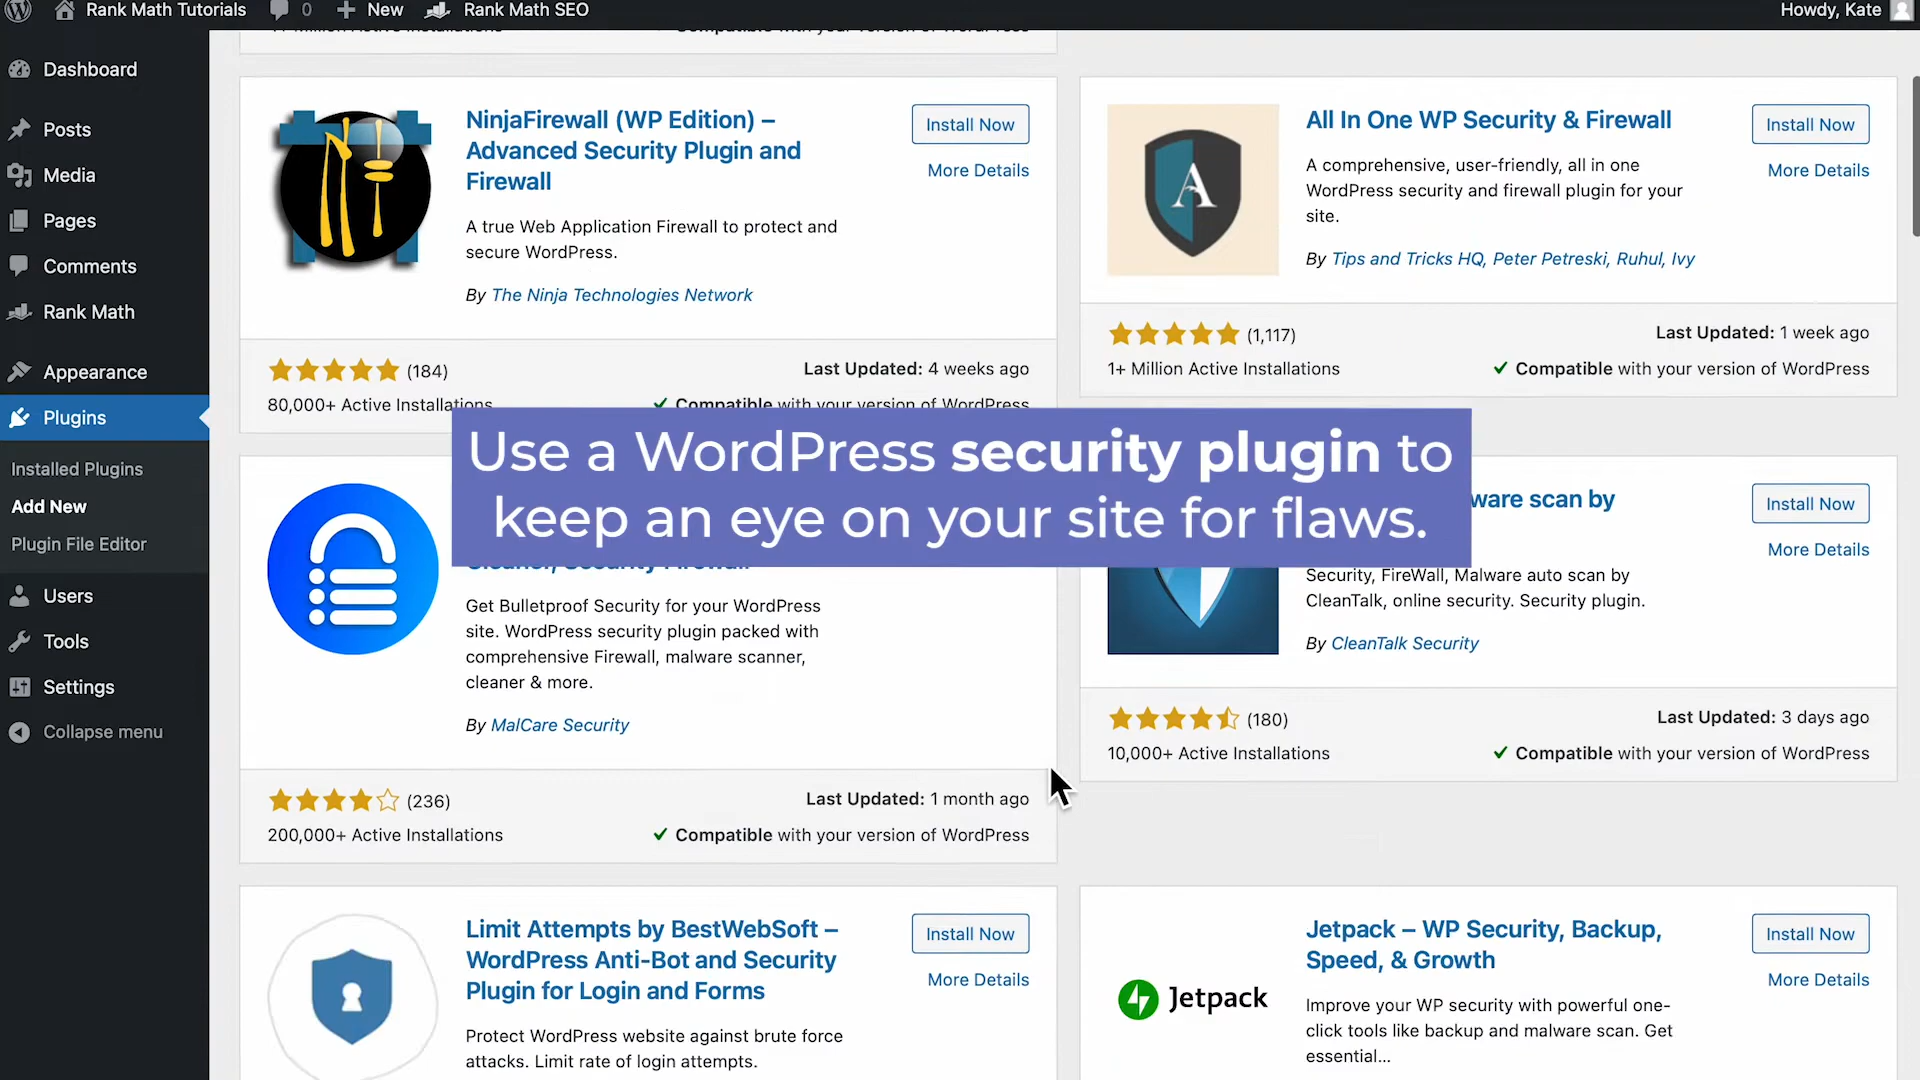 Rank Math Tutorials
0
New
Rank Math SEO
Howdy, Kate
Dashboard
Posts
Media
Pages
Comments
Rank Math
Appearance
Plugins
Installed Plugins
Add New
Plugin File Editor
Users
Tools
Settings
Collapse menu
NinjaFirewall (WP Edition) –
Advanced Security Plugin and
Firewall
Install Now
More Details
A true Web Application Firewall to protect and
secure WordPress.
By The Ninja Technologies Network
(184)
Last Updated: 4 weeks ago
80,000+ Active Installations
Compatible with your version of WordPress
All In One WP Security & Firewall
Install Now
More Details
A comprehensive, user-friendly, all in one
WordPress security and firewall plugin for your
site.
By Tips and Tricks HQ, Peter Petreski, Ruhul, Ivy
(1,117)
Last Updated: 1 week ago
1+ Million Active Installations
Compatible with your version of WordPress
Use a WordPress security plugin to
keep an eye on your site for flaws.
Get Bulletproof Security for your WordPress
site. WordPress security plugin packed with
comprehensive Firewall, malware scanner,
cleaner & more.
By MalCare Security
(236)
Last Updated: 1 month ago
200,000+ Active Installations
Compatible with your version of WordPress
ware scan by
Install Now
More Details
Security, FireWall, Malware auto scan by
CleanTalk, online security. Security plugin.
By CleanTalk Security
(180)
Last Updated: 3 days ago
10,000+ Active Installations
Compatible with your version of WordPress
Limit Attempts by BestWebSoft –
WordPress Anti-Bot and Security
Plugin for Login and Forms
Install Now
More Details
Protect WordPress website against brute force
attacks. Limit rate of login attempts.
Jetpack
Jetpack – WP Security, Backup,
Speed, & Growth
Install Now
More Details
Improve your WP security with powerful one-
click tools like backup and malware scan. Get
essential...